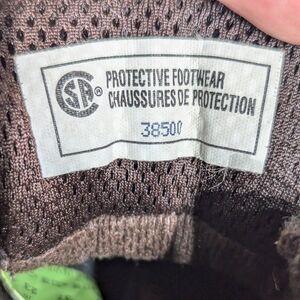 SA®
PROTECTIVE FOOTWEAR
CHAUSSURES DE PROTECTION
38500